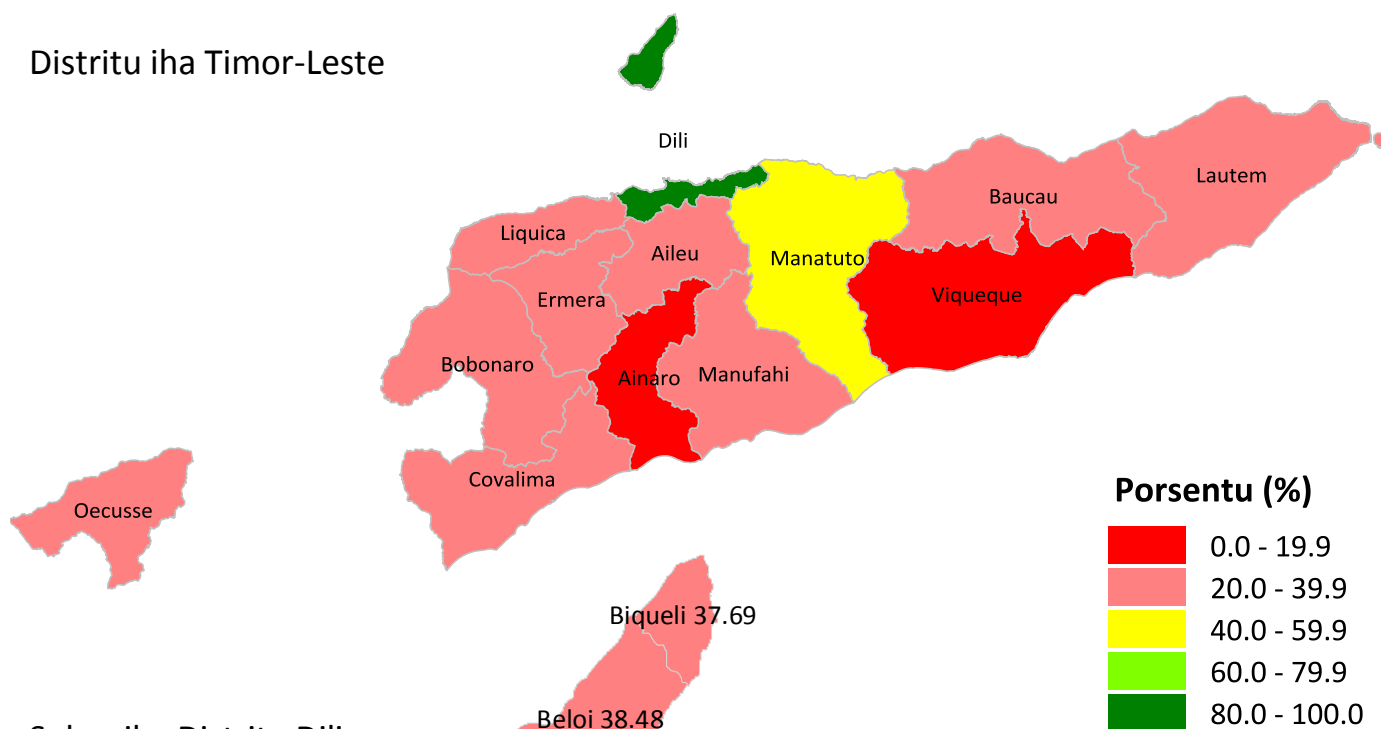 Distritu iha Timor-Leste
Dili
Lautem
Baucau
Liquica
Aileu
Manatuto
Viqueque
Ermera
Bobonaro
Ainaro
Manufahi
Covalima
Oecusse
Porsentu (%)
0.0 - 19.9
20.0 - 39.9
40.0 - 59.9
60.0 - 79.9
80.0 - 100.0
Biqueli 37.69
Beloi 38.48